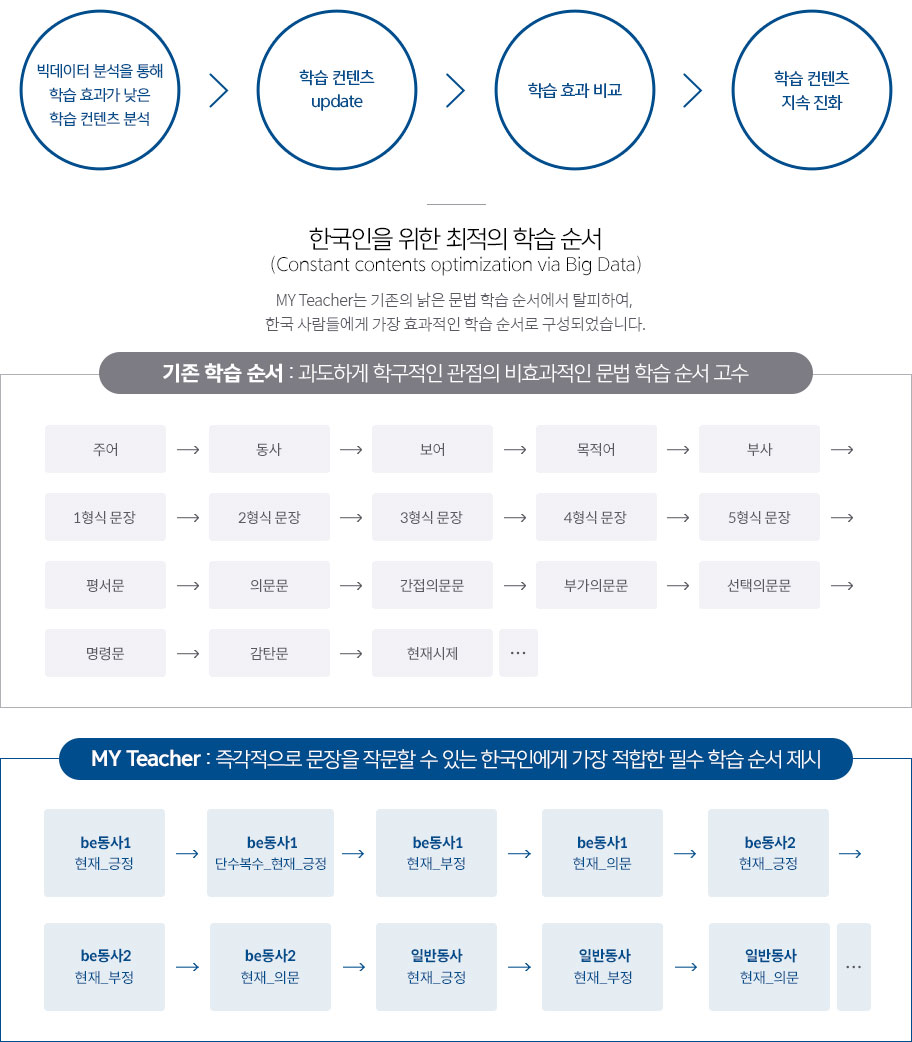 빅데이터 분석을 통해
학습 효과가 낮은
학습 컨텐츠 분석
학습 컨텐츠
update
학습 효과 비교
학습 컨텐츠
지속 진화
한국인을 위한 최적의 학습 순서
(Constant contents optimization via Big Data)
MY Teacher는 기존의 낡은 문법 학습 순서에서 탈피하여,
한국 사람들에게 가장 효과적인 학습 순서로 구성되었습니다.
기존 학습 순서 : 과도하게 학구적인 관점의 비효과적인 문법 학습 순서 고수
주어 → 동사 → 보어 → 목적어 → 부사 →
1형식 문장 → 2형식 문장 → 3형식 문장 → 4형식 문장 → 5형식 문장 →
평서문 → 의문문 → 간접의문문 → 부가의문문 → 선택의문문 →
명령문 → 감탄문 → 현재시제 ···
MY Teacher : 즉각적으로 문장을 작문할 수 있는 한국인에게 가장 적합한 필수 학습 순서 제시
be동사1
현재_긍정
be동사1
단수복수_현재_긍정
be동사1
현재_부정
be동사1
현재_의문
be동사2
현재_긍정
be동사2
현재_부정
be동사2
현재_의문
일반동사
현재_긍정
일반동사
현재_부정
일반동사
현재_의문
···